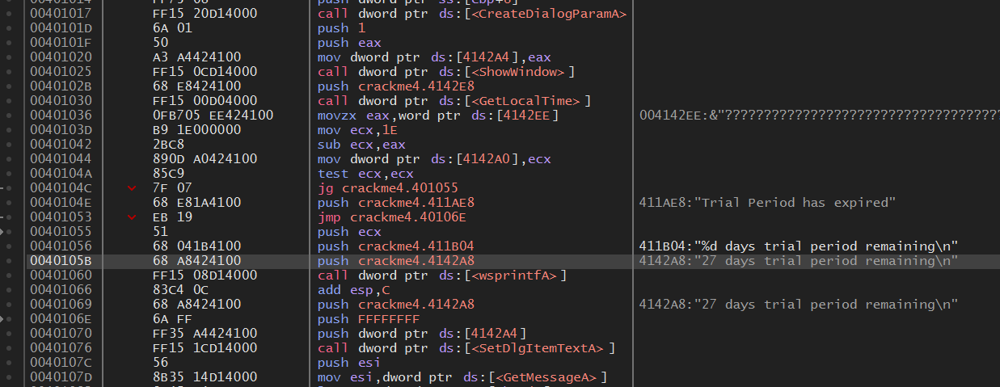 00401017 FF15 20D14000 call dword ptr ds:[<CreateDialogParamA>
0040101D 6A 01 push 1
0040101F 50 push eax
00401020 A3 A4424100 mov dword ptr ds:[4142A4],eax
00401025 FF15 0CD14000 call dword ptr ds:[<ShowWindow>]
0040102B 68 E8424100 push crackme4.4142E8
00401030 FF15 00D04000 call dword ptr ds:[<GetLocalTime>]
00401036 0FB705 EE424100 movzx eax,word ptr ds:[4142EE] 004142EE:&"????????????????????????????????????
0040103D B9 1E000000 mov ecx,1E
00401042 2BC8 sub ecx,eax
00401044 890D A0424100 mov dword ptr ds:[4142A0],ecx
0040104A 85C9 test ecx,ecx
0040104C 7F 07 jg crackme4.401055
0040104E 68 E81A4100 push crackme4.411AE8 411AE8:"Trial Period has expired"
00401053 EB 19 jmp crackme4.40106E
00401055 51 push ecx
00401056 68 041B4100 push crackme4.411B04 411B04:"%d days trial period remaining\n"
0040105B 68 A8424100 push crackme4.4142A8 4142A8:"27 days trial period remaining\n"
00401060 FF15 08D14000 call dword ptr ds:[<wsprintfA>]
00401066 83C4 0C add esp,C
00401069 68 A8424100 push crackme4.4142A8 4142A8:"27 days trial period remaining\n"
0040106E 6A FF push FFFFFFFF
00401070 FF35 A4424100 push dword ptr ds:[4142A4]
00401076 FF15 1CD14000 call dword ptr ds:[<SetDlgItemTextA>]
0040107C 56 push esi
0040107D 8B35 14D14000 mov esi,dword ptr ds:[<GetMessageA>]